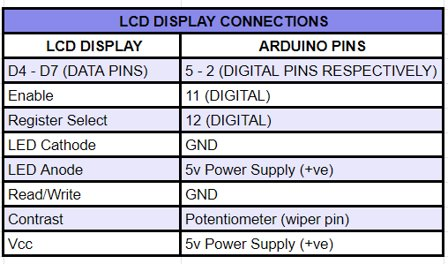 LCD DISPLAY CONNECTIONS
LCD DISPLAY ARDUINO PINS
D4 - D7 (DATA PINS) 5 - 2 (DIGITAL PINS RESPECTIVELY)
Enable 11 (DIGITAL)
Register Select 12 (DIGITAL)
LED Cathode GND
LED Anode 5v Power Supply (+ve)
Read/Write GND
Contrast Potentiometer (wiper pin)
Vcc 5v Power Supply (+ve)